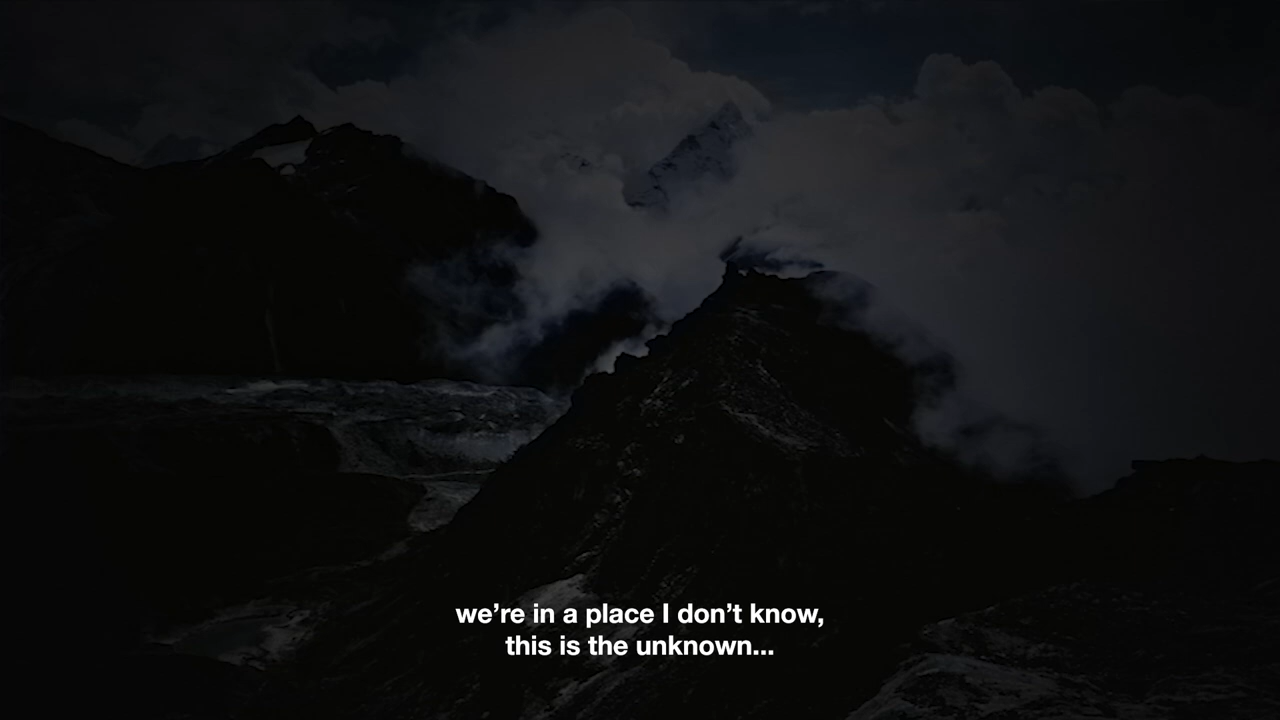 we’re in a place I don’t know,
this is the unknown...